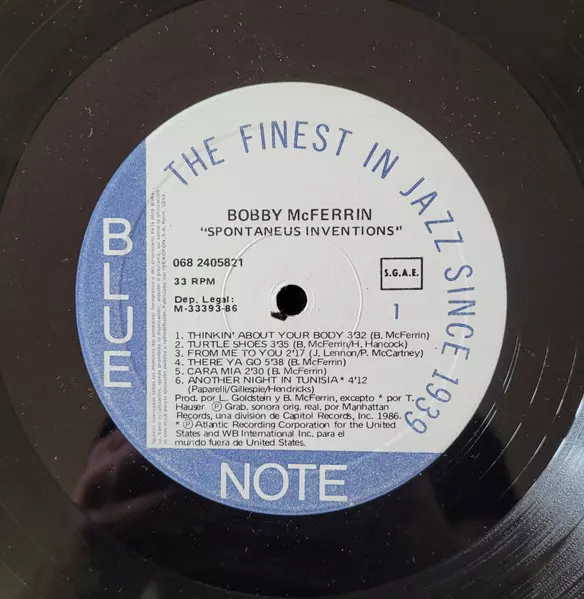 THE FINEST IN JAZZ SINCE 1939
BOBBY McFERRIN
"SPONTANEUS INVENTIONS"
068 2405821
33 RPM
S.G.A.E.
Dep. Legal:
M-33393-86
1
1. THINKIN' ABOUT YOUR BODY 3'32 (B. McFerrin)
2. TURTLE SHOES 3'35 (B. McFerrin/H. Hancock)
3. FROM ME TO YOU 2'17 (J. Lennon/P. McCartney)
4. THERE YA GO 5'38 (B. McFerrin)
5. CARA MIA 2'30 (B. McFerrin)
6. ANOTHER NIGHT IN TUNISIA* 4'12
(Paparelli/Gillespie/Hendricks)
Prod. por L. Goldstein y B. McFerrin, excepto * por T.
Hauser Ⓟ Grab. sonora orig. real, por Manhattan
Records, una división de Capitol Records, Inc. 1986.
* Ⓟ Atlantic Recording Corporation for the United
States and WB International Inc. para el
mundo fuera de United States.
BLUE
NOTE